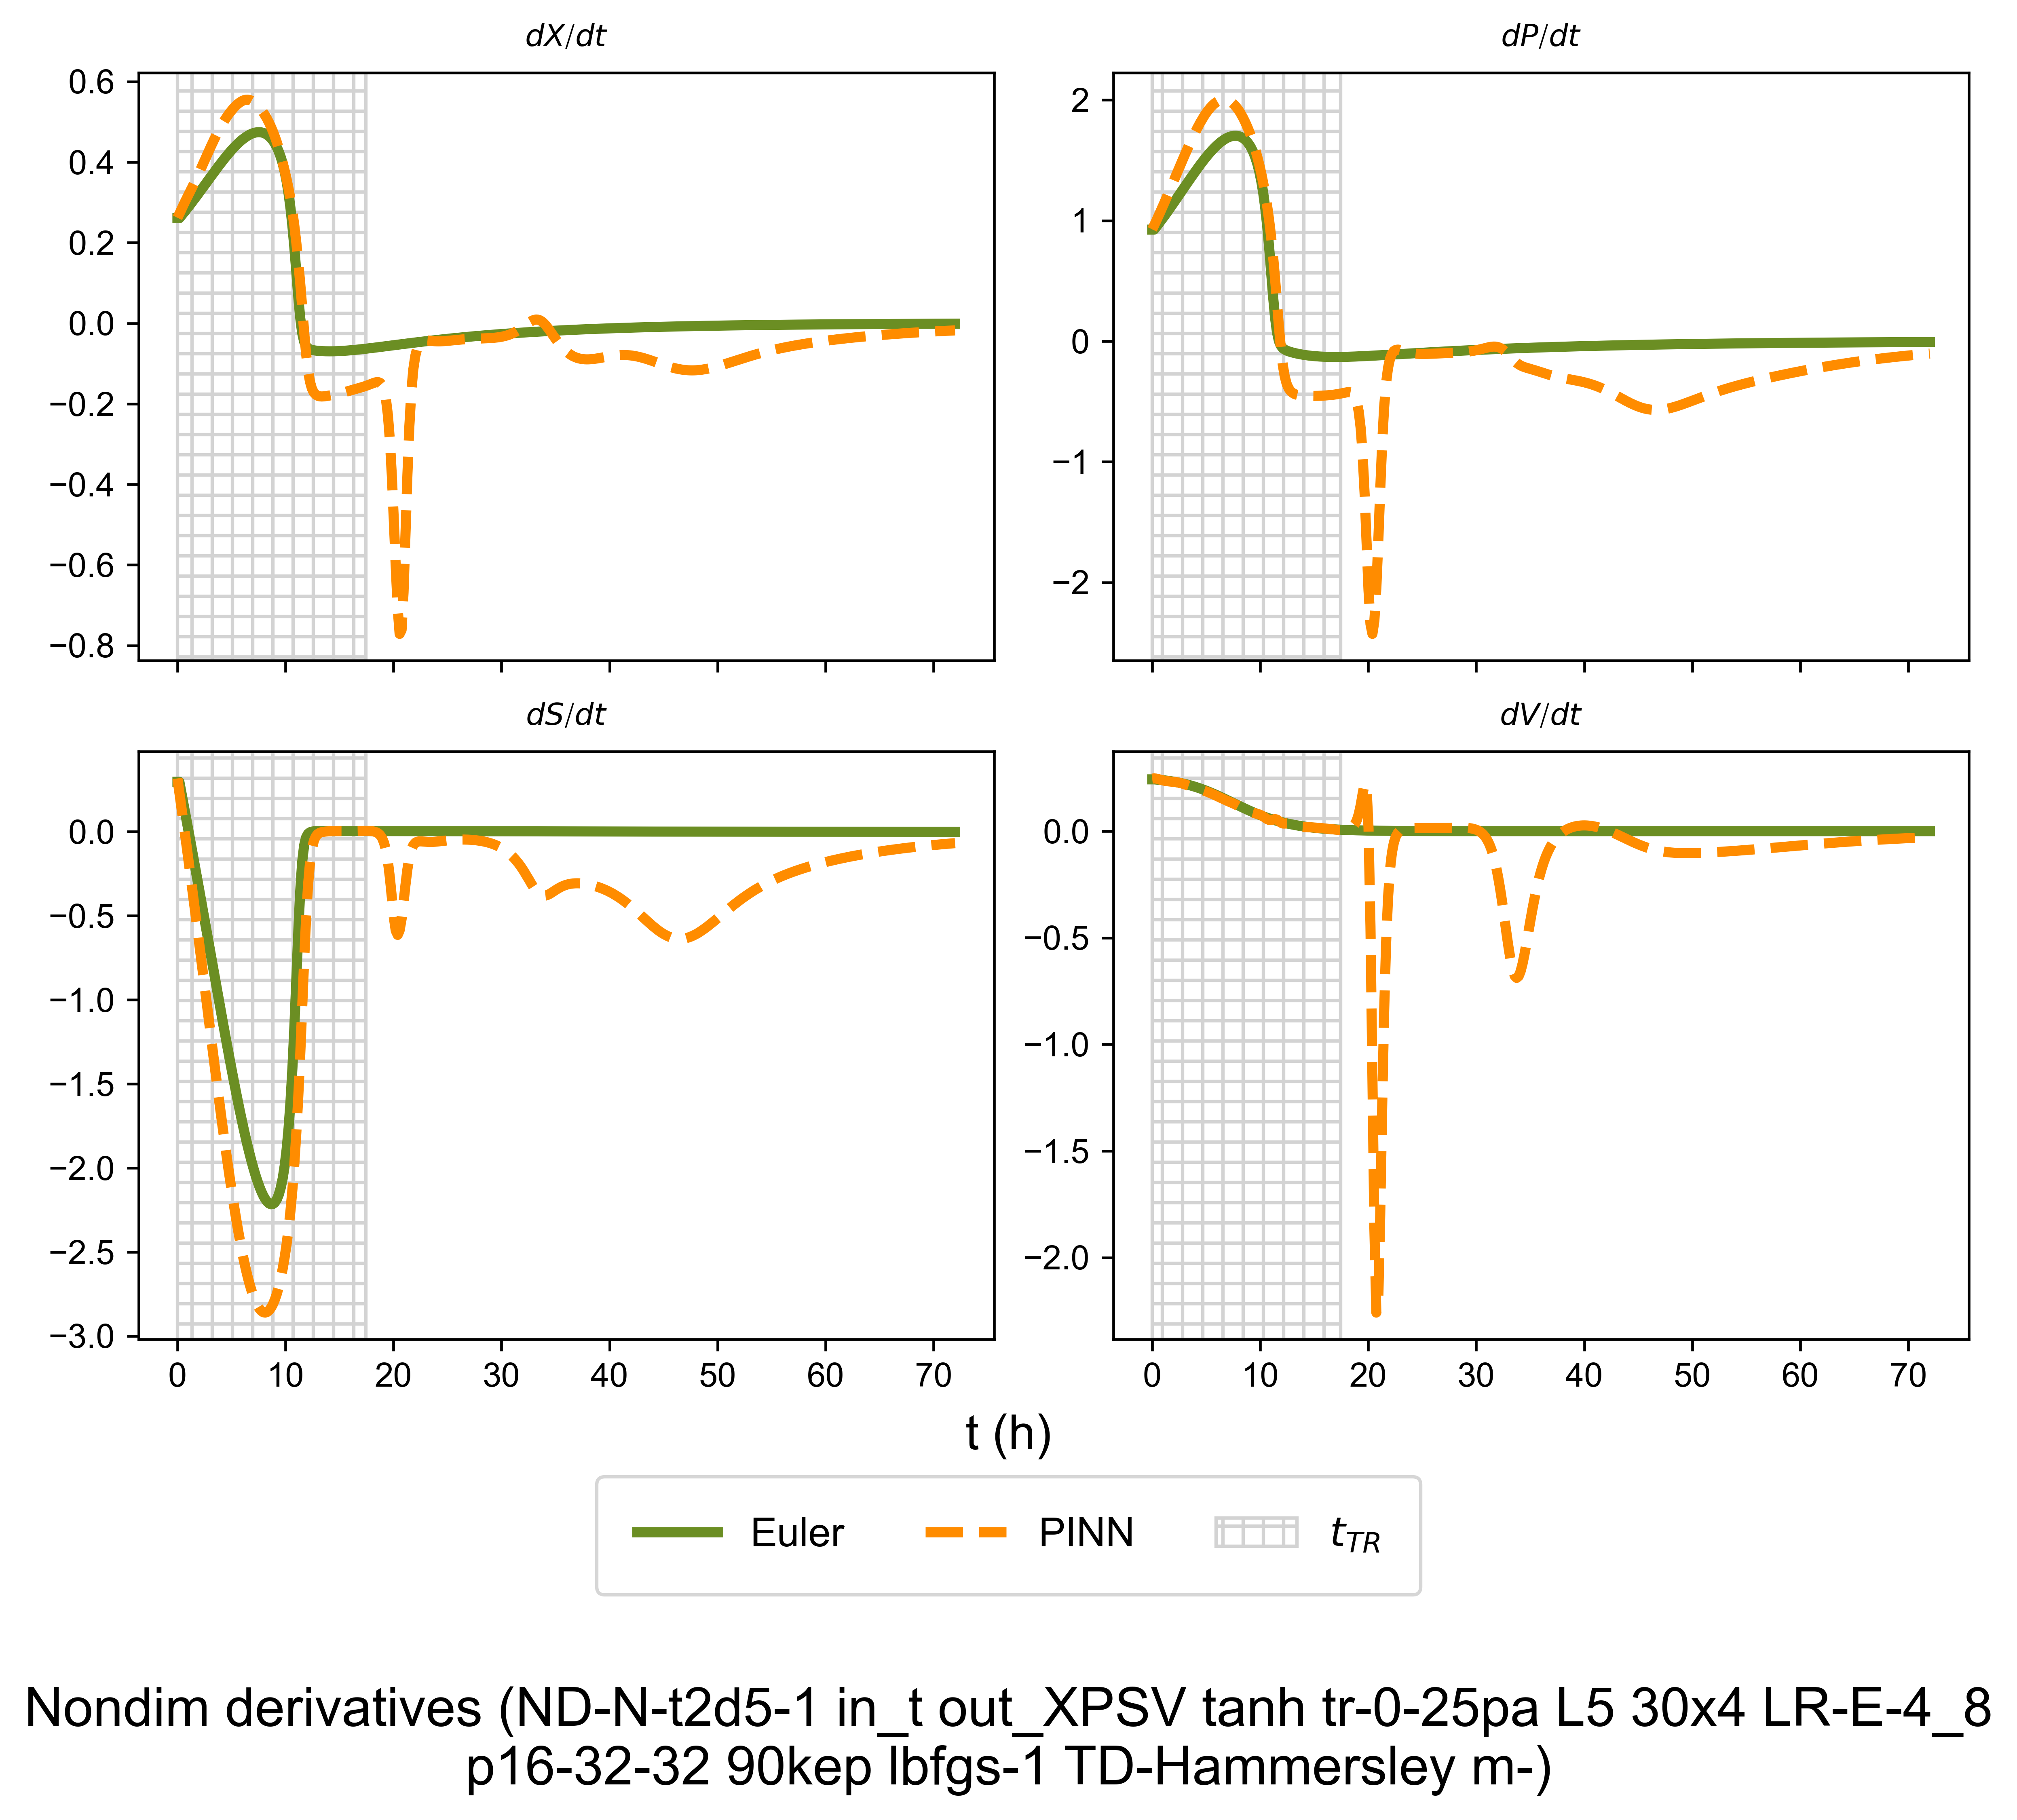 dX/dt
dP/dt
0.6
0.4
0.2
0.0
−0.2
−0.4
−0.6
−0.8
2
1
0
−1
−2
dS/dt
dV/dt
0.0
−0.5
−1.0
−1.5
−2.0
−2.5
−3.0
0 10 20 30 40 50 60 70
0.0
−0.5
−1.0
−1.5
−2.0
0 10 20 30 40 50 60 70
t (h)
Euler PINN t_TR
Nondim derivatives (ND-N-t2d5-1 in_t out_XPSV tanh tr-0-25pa L5 30x4 LR-E-4_8
p16-32-32 90kep lbfgs-1 TD-Hammersley m-)